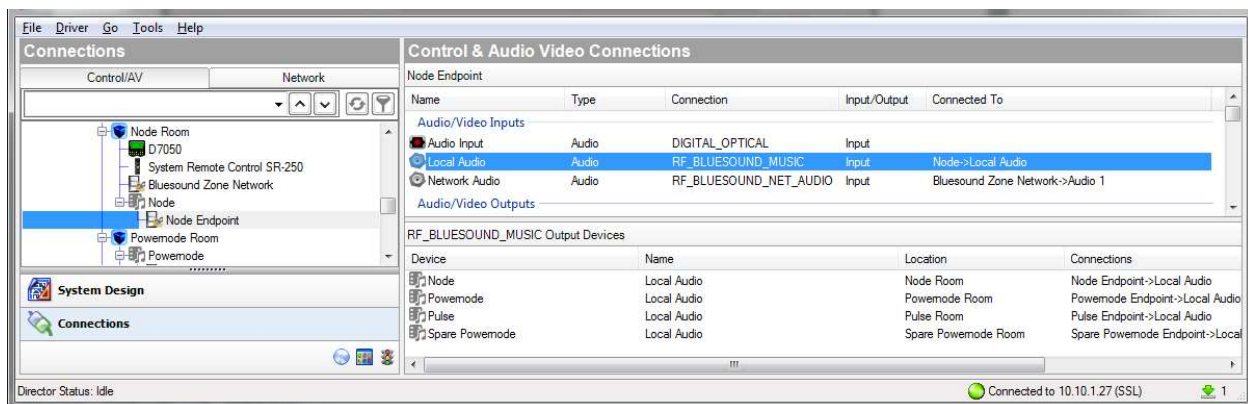 File Driver Go Tools Help
Connections
Control/AV Network
Node Room
D7050
System Remote Control SR-250
Bluesound Zone Network
Node
Node Endpoint
Powernode Room
Powernode
System Design
Connections
Control & Audio Video Connections
Node Endpoint
Name Type Connection Input/Output Connected To
Audio/Video Inputs
Audio Input Audio DIGITAL_OPTICAL Input
Local Audio Audio RF_BLUESOUND_MUSIC Input Node->Local Audio
Network Audio Audio RF_BLUESOUND_NET_AUDIO Input Bluesound Zone Network->Audio 1
Audio/Video Outputs
RF_BLUESOUND_MUSIC Output Devices
Device Name Location Connections
Node Local Audio Node Room Node Endpoint->Local Audio
Powernode Local Audio Powernode Room Powernode Endpoint->Local Audio
Pulse Local Audio Pulse Room Pulse Endpoint->Local Audio
Spare Powernode Local Audio Spare Powernode Room Spare Powernode Endpoint->Local
Director Status: Idle Connected to 10.10.1.27 (SSL) 1